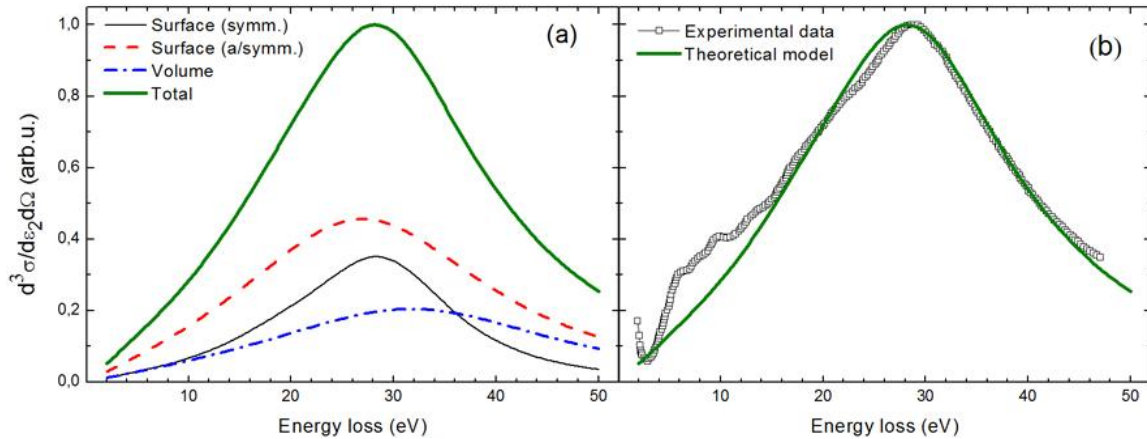 d³σ/dε₂dΩ (arb.u.)
1,0
0,8
0,6
0,4
0,2
0,0
Surface (symm.)
Surface (a/symm.)
Volume
Total
(a)
10 20 30 40 50
Energy loss (eV)
Experimental data
Theoretical model
(b)
10 20 30 40 50
Energy loss (eV)